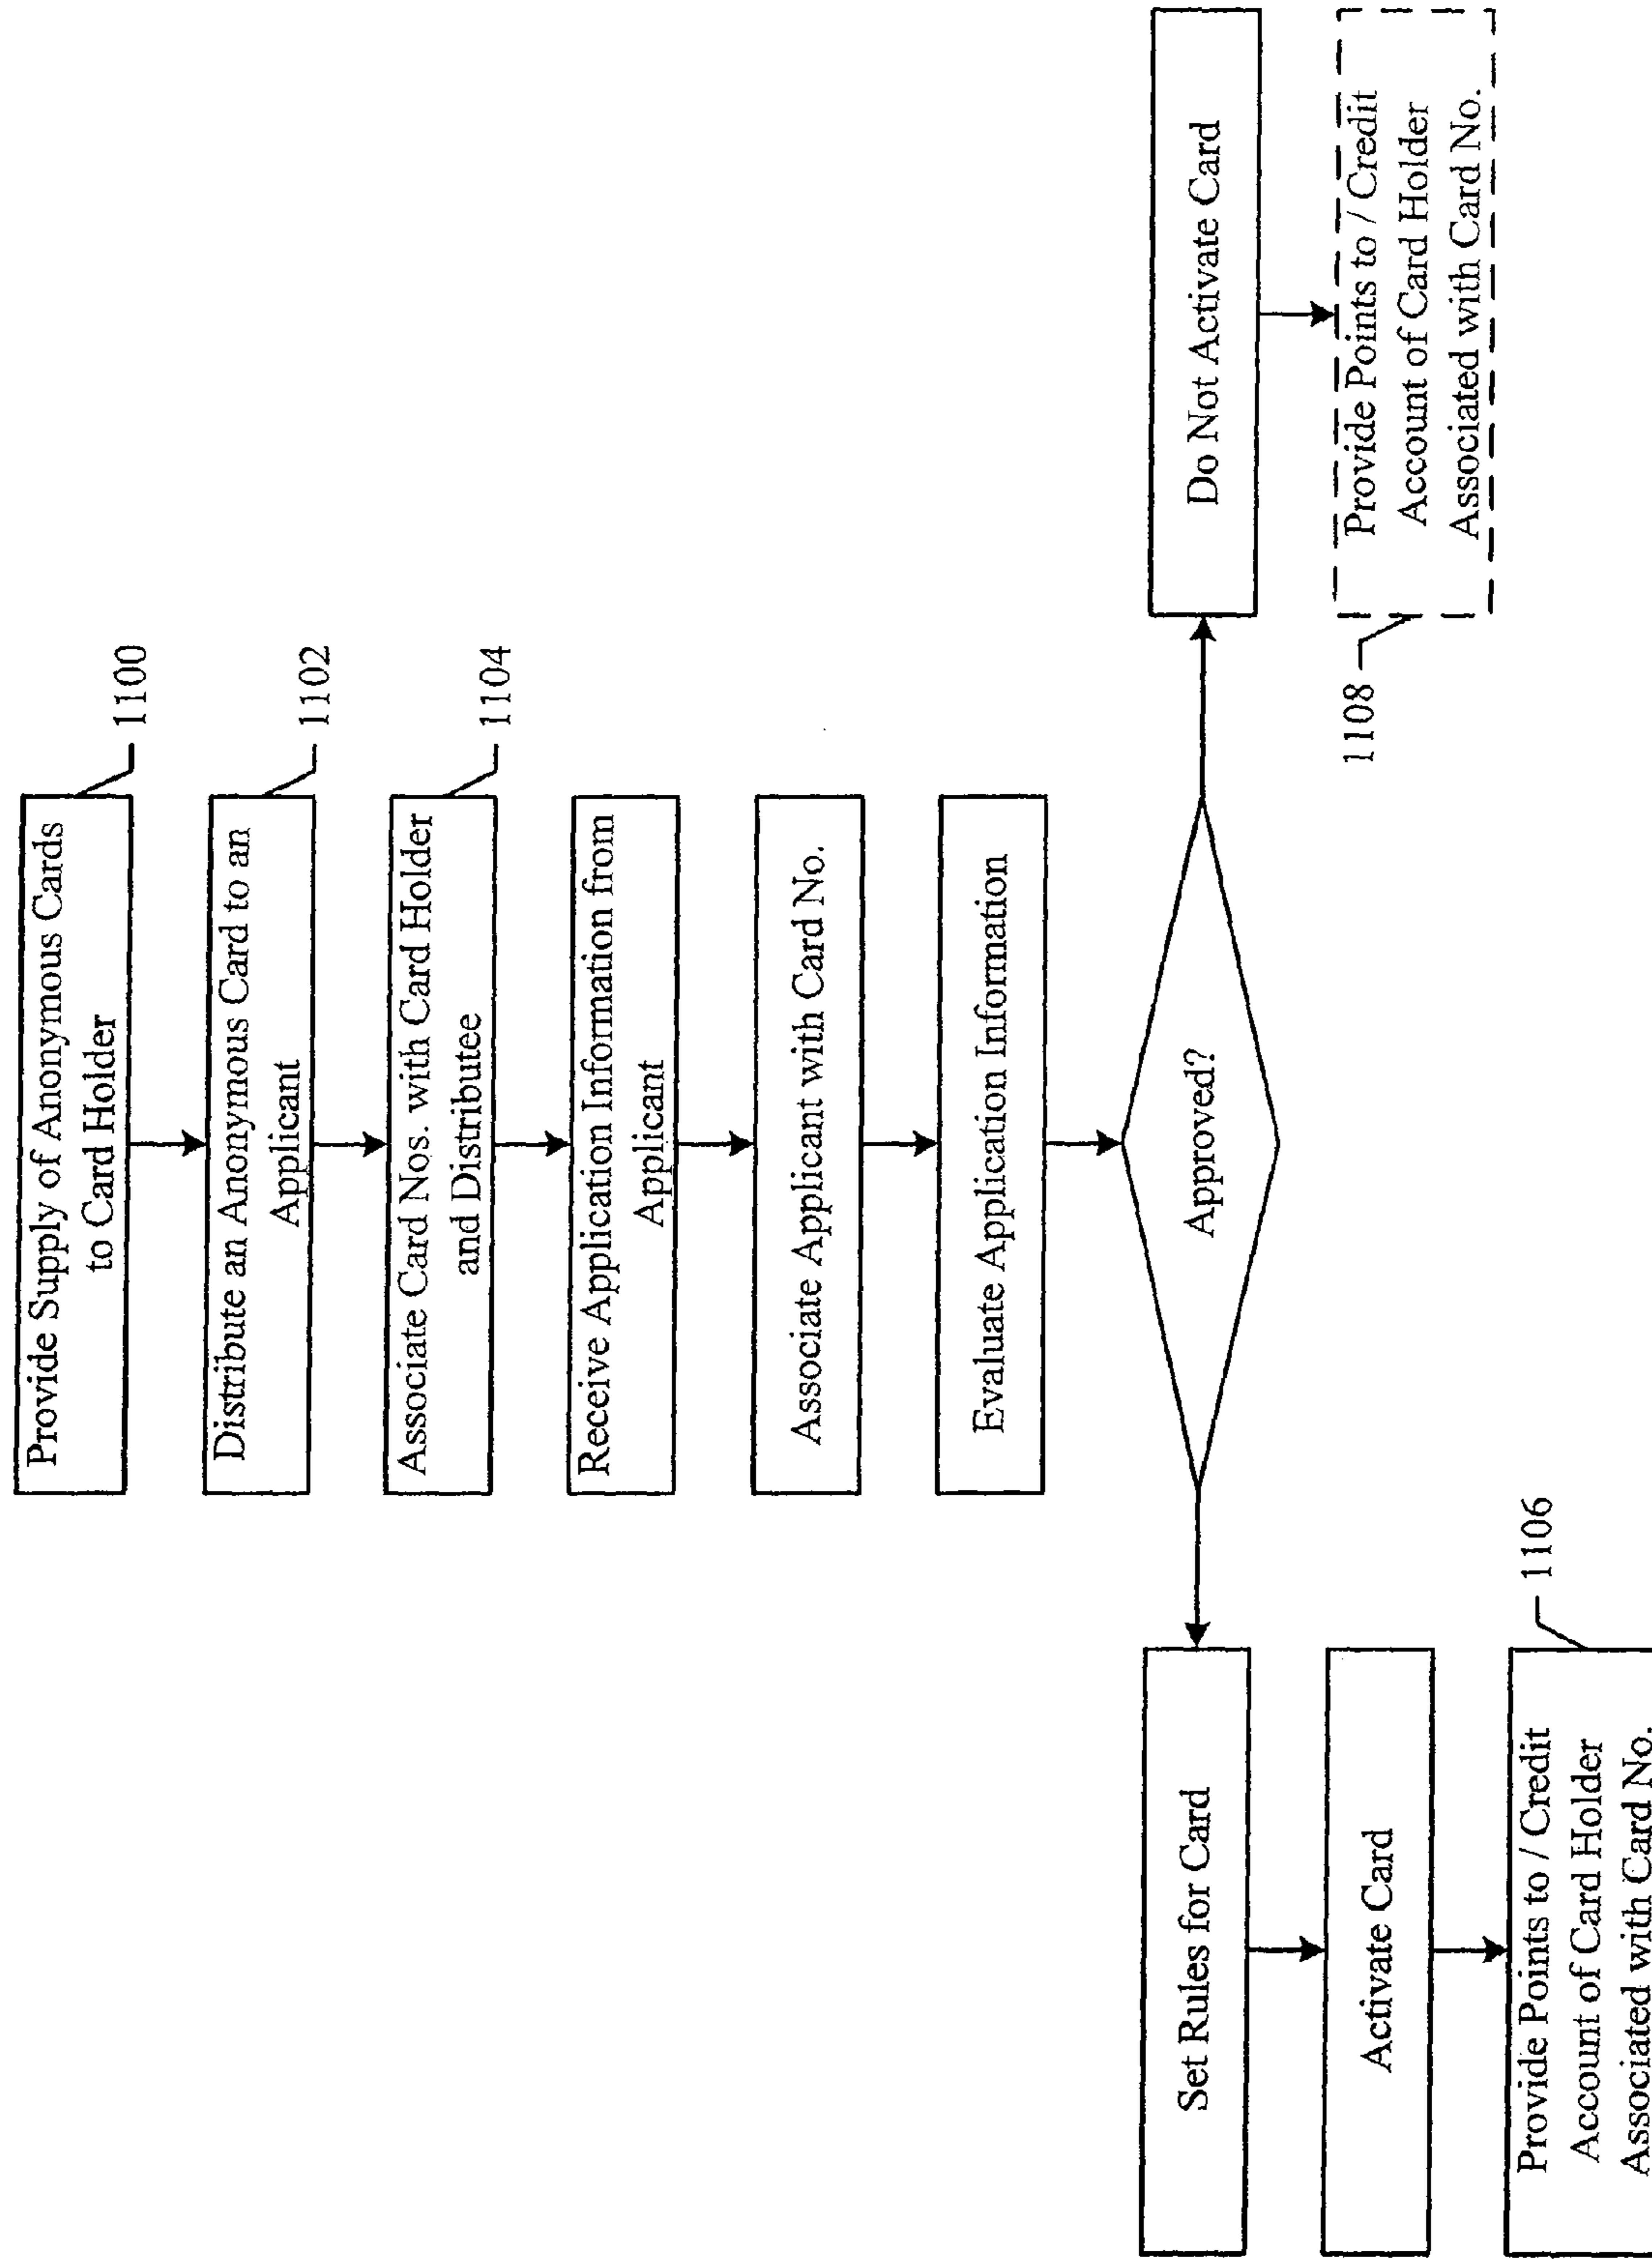 Provide Supply of Anonymous Cards
to Card Holder
1100
Distribute an Anonymous Card to an
Applicant
1102
Associate Card Nos. with Card Holder
and Distributee
1104
Receive Application Information from
Applicant
Associate Applicant with Card No.
Evaluate Application Information
Approved?
Set Rules for Card
Activate Card
Provide Points to / Credit
Account of Card Holder
Associated with Card No.
1106
Do Not Activate Card
Provide Points to / Credit
Account of Card Holder
Associated with Card No.
1108